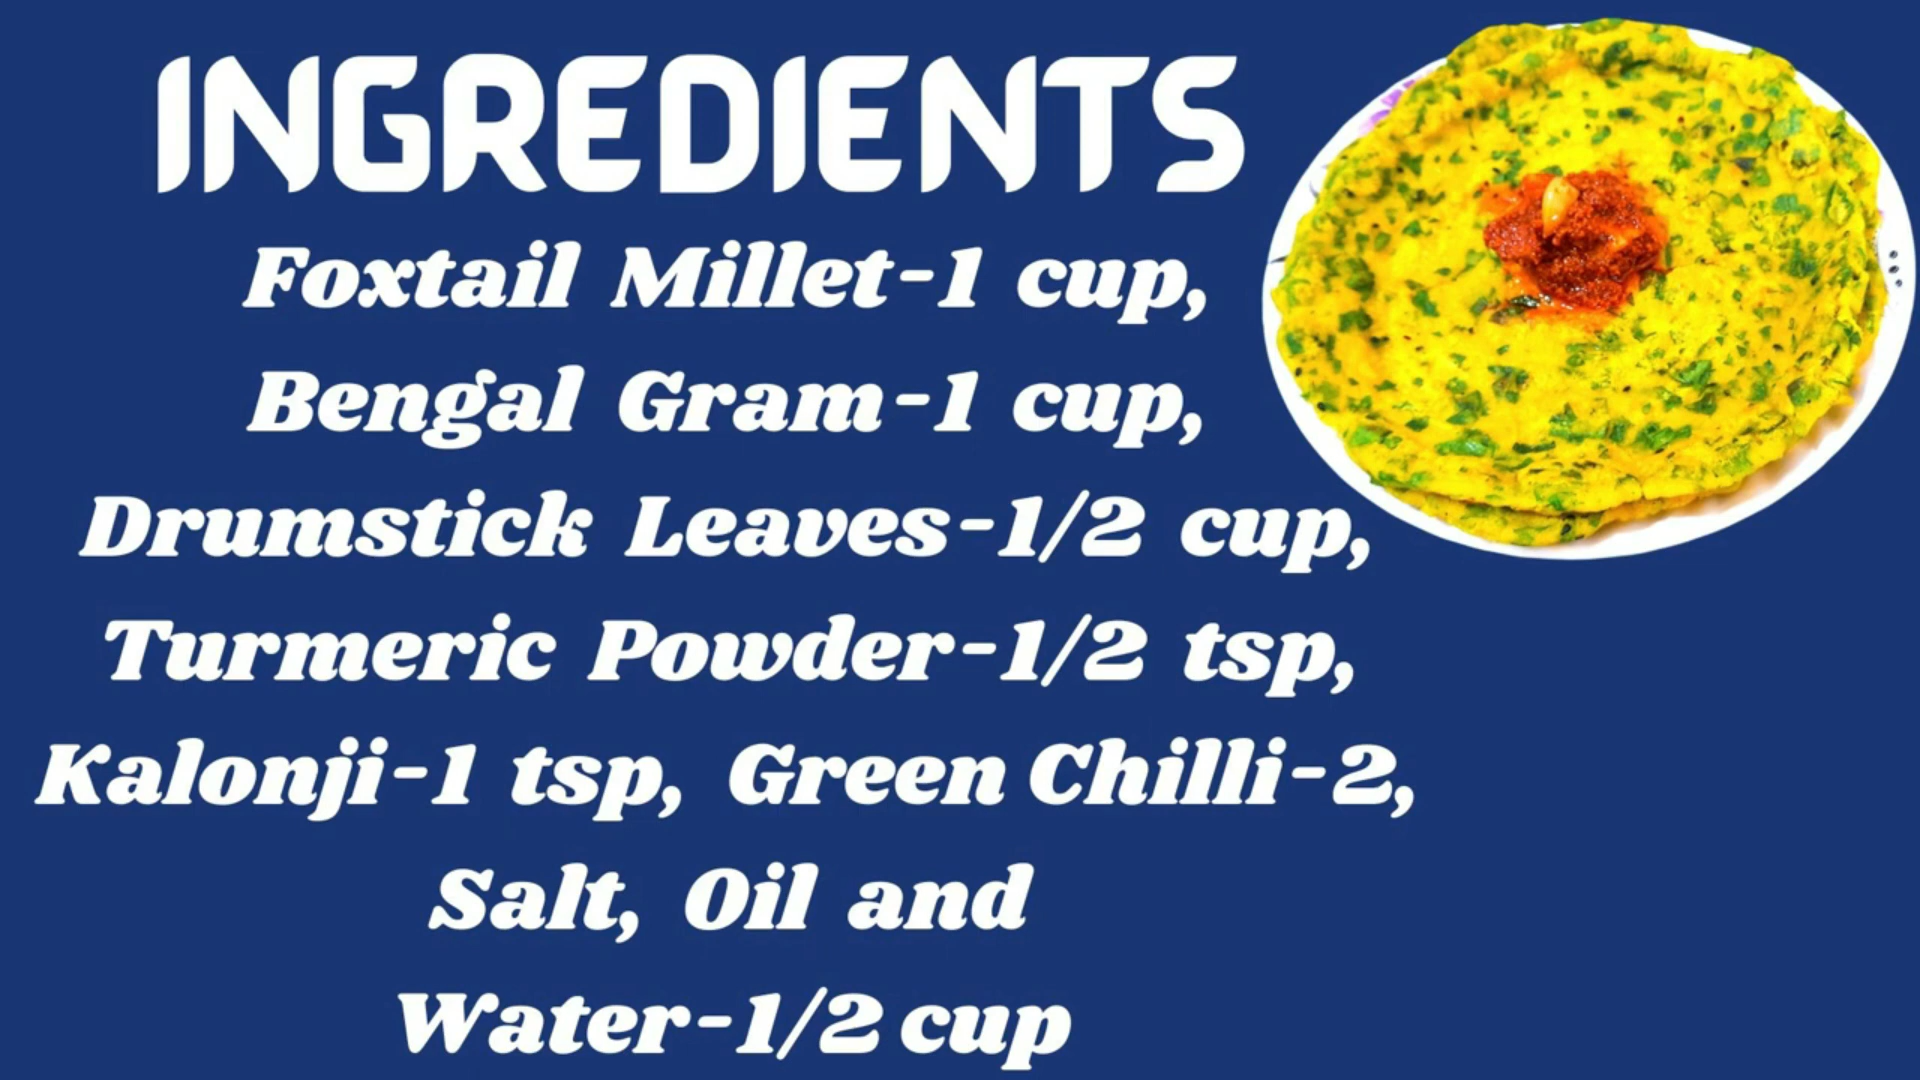 INGREDIENTS
Foxtail Millet-1 cup,
Bengal Gram-1 cup,
Drumstick Leaves-1/2 cup,
Turmeric Powder-1/2 tsp,
Kalonji-1 tsp, Green Chilli-2,
Salt, Oil and
Water-1/2 cup